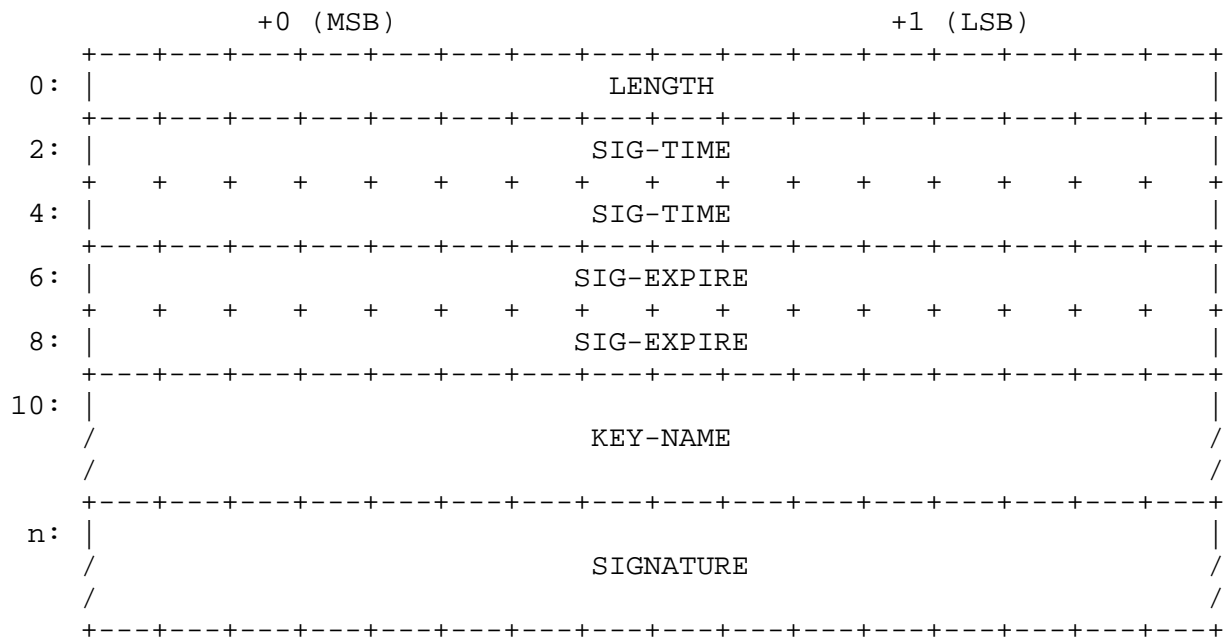 +0 (MSB)                            +1 (LSB)
+---+---+---+---+---+---+---+---+---+---+---+---+---+---+---+---+
0: |                             LENGTH                            |
+---+---+---+---+---+---+---+---+---+---+---+---+---+---+---+---+
2: |                            SIG-TIME                           |
+   +   +   +   +   +   +   +   +   +   +   +   +   +   +   +   +
4: |                            SIG-TIME                           |
+---+---+---+---+---+---+---+---+---+---+---+---+---+---+---+---+
6: |                           SIG-EXPIRE                          |
+   +   +   +   +   +   +   +   +   +   +   +   +   +   +   +   +
8: |                           SIG-EXPIRE                          |
+---+---+---+---+---+---+---+---+---+---+---+---+---+---+---+---+
10: |                                                               |
/                            KEY-NAME                           /
/                                                               /
+---+---+---+---+---+---+---+---+---+---+---+---+---+---+---+---+
n: |                                                               |
/                            SIGNATURE                          /
/                                                               /
+---+---+---+---+---+---+---+---+---+---+---+---+---+---+---+---+